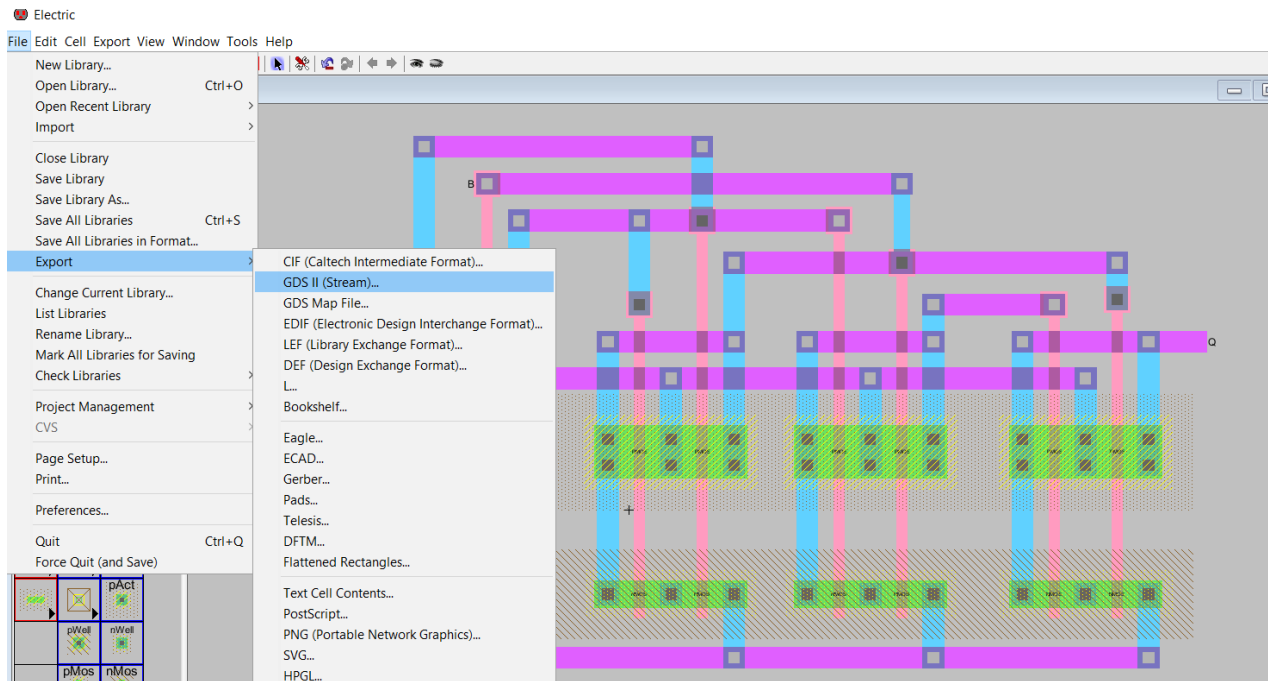 Electric
File Edit Cell Export View Window Tools Help
New Library...
Open Library... Ctrl+O
Open Recent Library >
Import >
Close Library
Save Library
Save Library As...
Save All Libraries Ctrl+S
Save All Libraries in Format...
Export >
Change Current Library...
List Libraries
Rename Library...
Mark All Libraries for Saving
Check Libraries >
Project Management >
CVS >
Page Setup...
Print...
Preferences...
Quit Ctrl+Q
Force Quit (and Save)
CIF (Caltech Intermediate Format)...
GDS II (Stream)...
GDS Map File...
EDIF (Electronic Design Interchange Format)...
LEF (Library Exchange Format)...
DEF (Design Exchange Format)...
L...
Bookshelf...
Eagle...
ECAD...
Gerber...
Pads...
Telesis...
DFTM...
Flattened Rectangles...
Text Cell Contents...
PostScript...
PNG (Portable Network Graphics)...
SVG...
HPGL...
B
Q
pAct
pWell nWell
pMos nMos